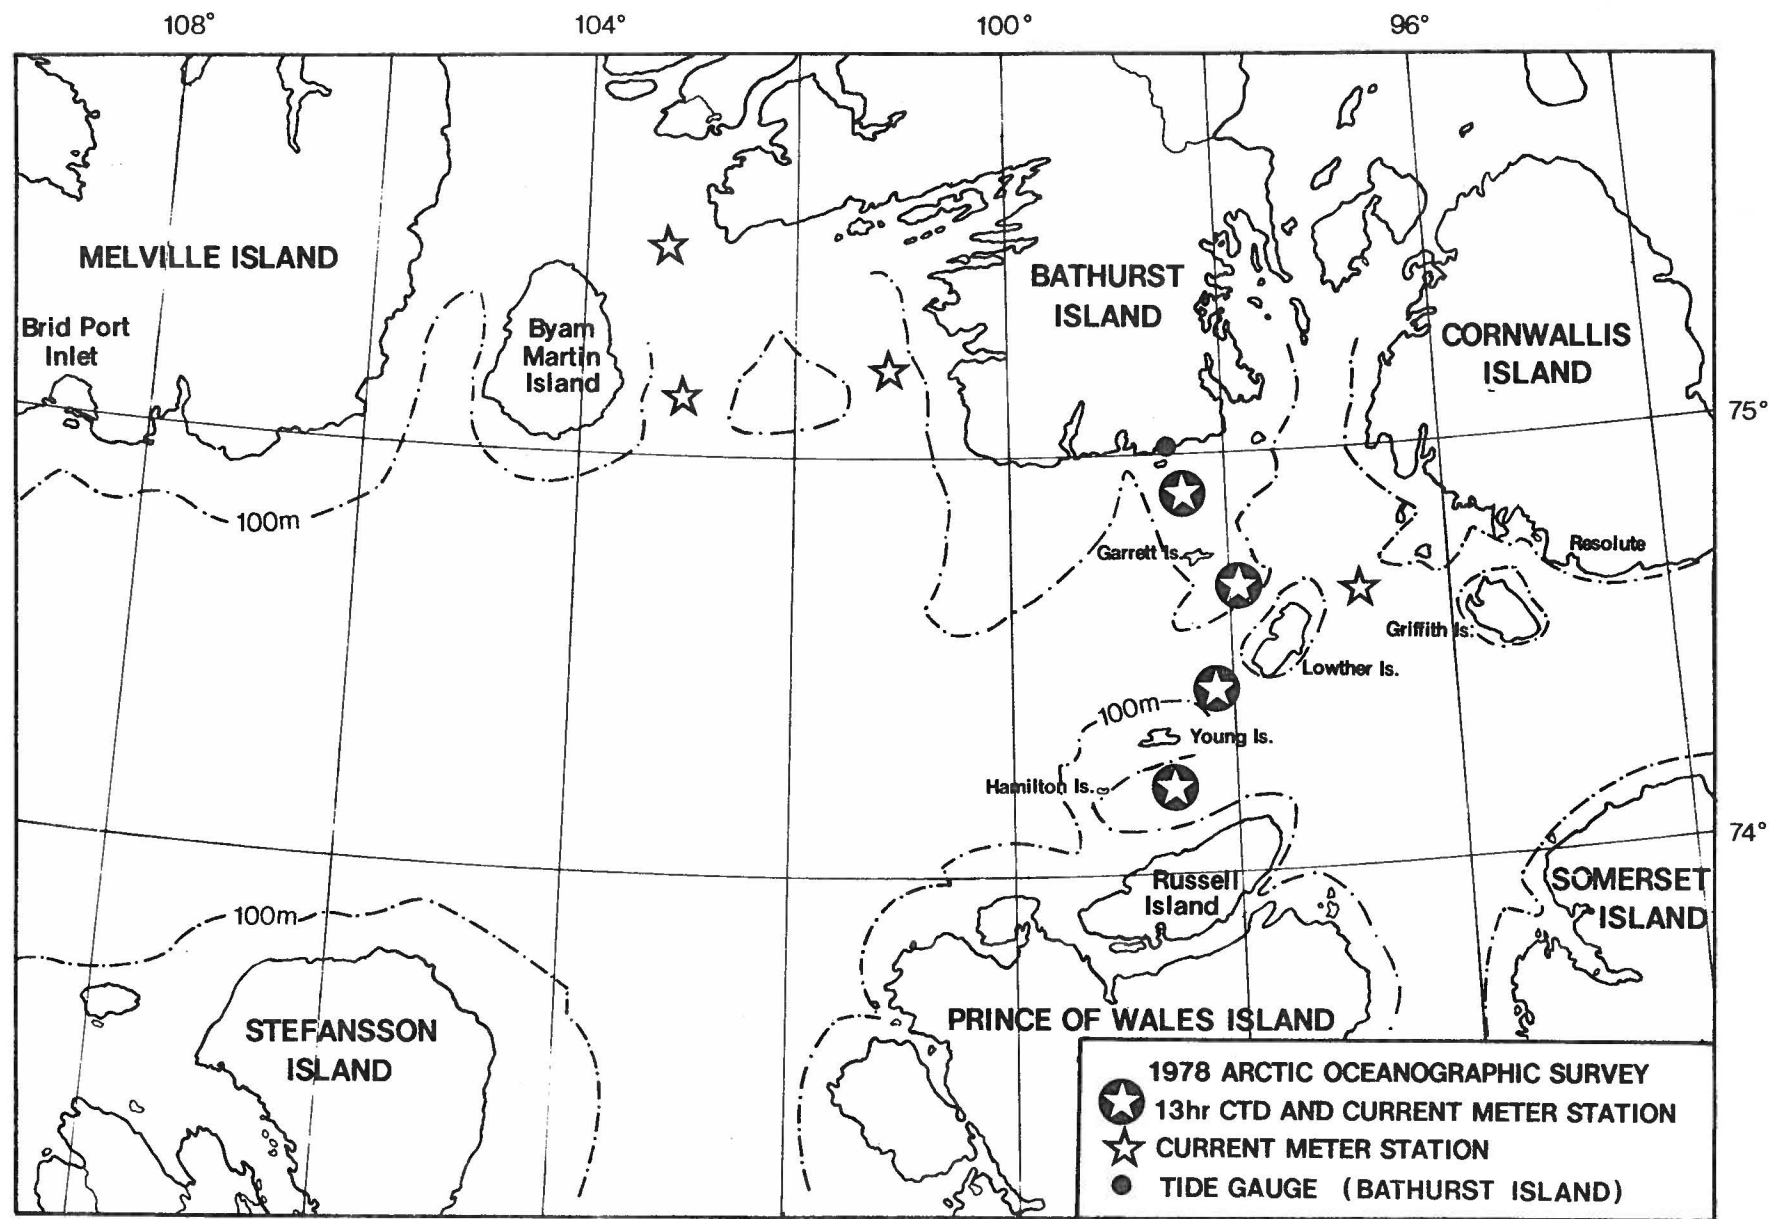 108°
104°
100°
96°
MELVILLE ISLAND
Brid Port
Inlet
Byam
Martin
Island
BATHURST
ISLAND
CORNWALLIS
ISLAND
75°
100m
Garrett Is.
Resolute
Griffith Is.
Lowther Is.
100m
Young Is.
Hamilton Is.
74°
Russell
Island
SOMERSET
ISLAND
100m
STEFANSSON
ISLAND
PRINCE OF WALES ISLAND
1978 ARCTIC OCEANOGRAPHIC SURVEY
13hr CTD AND CURRENT METER STATION
CURRENT METER STATION
TIDE GAUGE (BATHURST ISLAND)